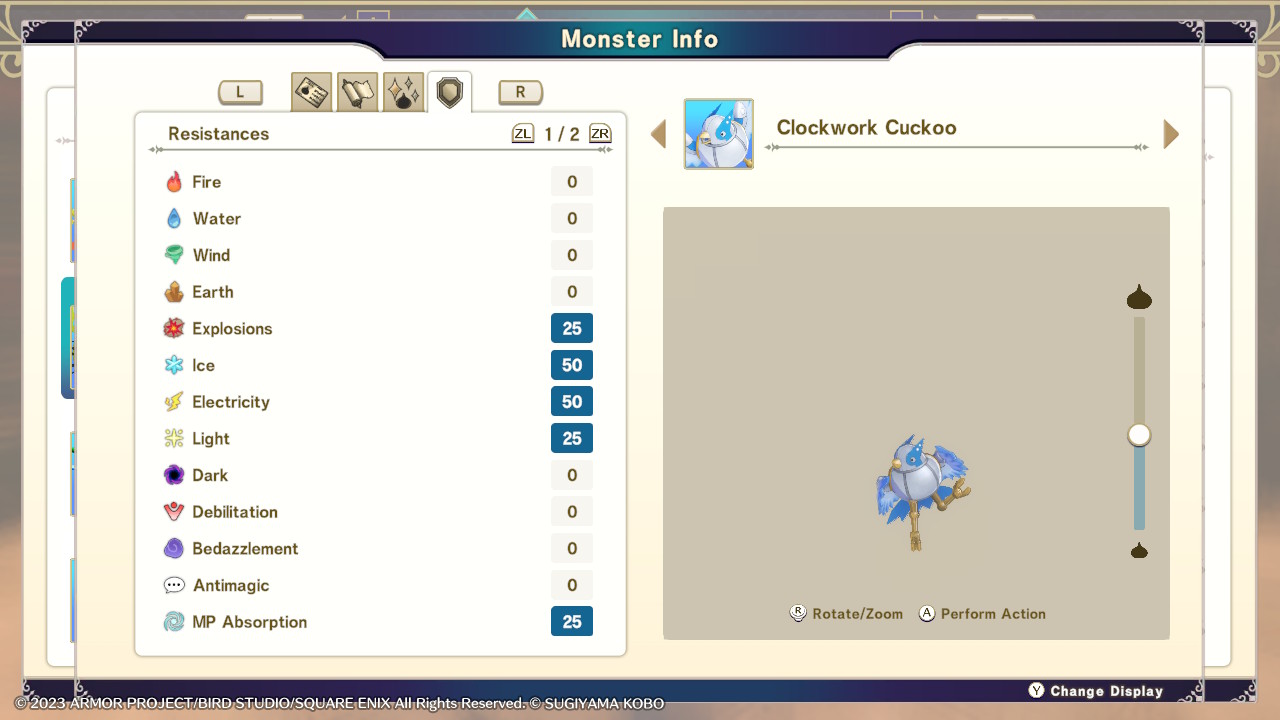 Monster Info
L
R
Resistances
ZL 1 / 2 ZR
Fire 0
Water 0
Wind 0
Earth 0
Explosions 25
Ice 50
Electricity 50
Light 25
Dark 0
Debilitation 0
Bedazzlement 0
Antimagic 0
MP Absorption 25
Clockwork Cuckoo
R Rotate/Zoom A Perform Action
Y Change Display
© 2023 ARMOR PROJECT/BIRD STUDIO/SQUARE ENIX All Rights Reserved. © SUGIYAMA KOBO